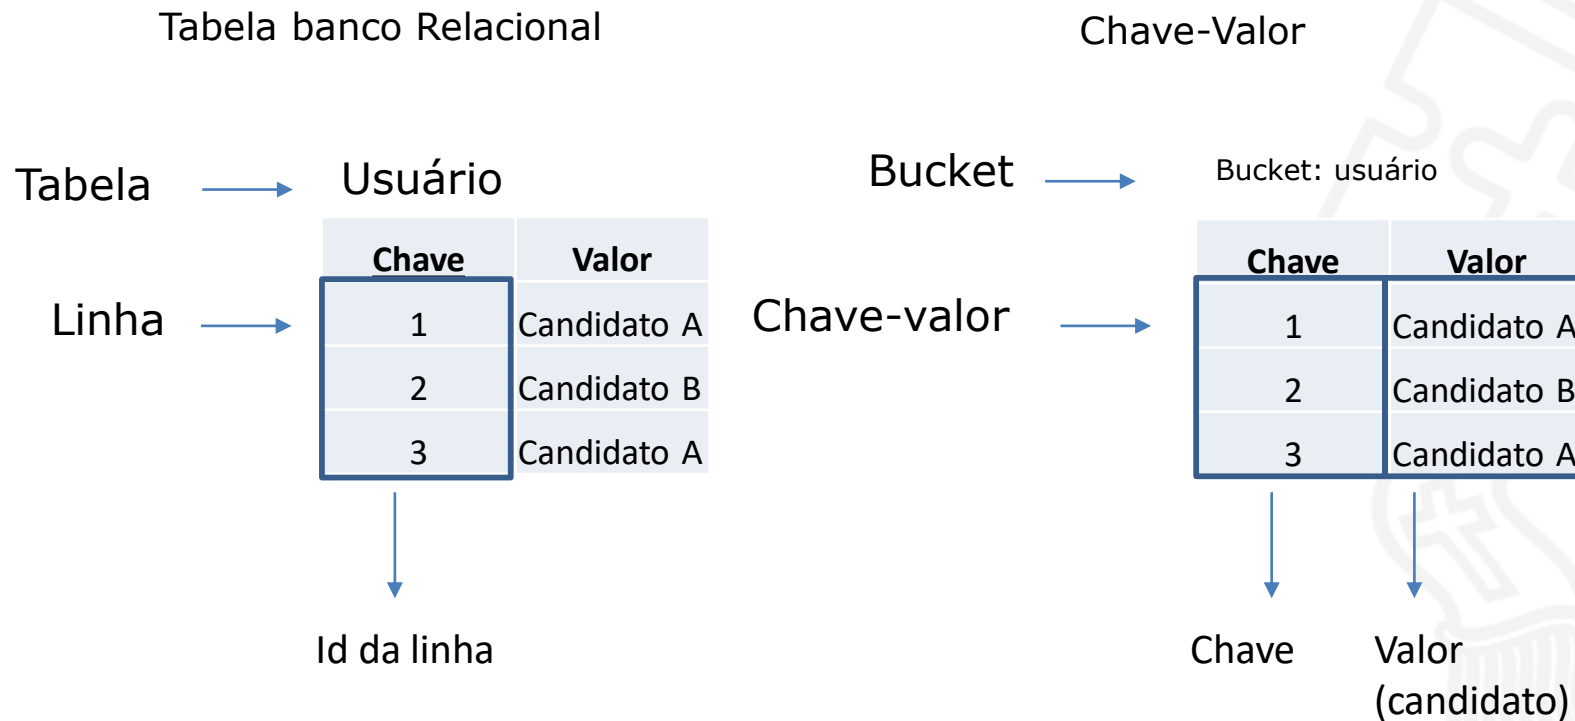 Tabela banco Relacional
Tabela
Usuário
Chave Valor
Linha
1 Candidato A
2 Candidato B
3 Candidato A
Id da linha
Chave-Valor
Bucket
Bucket: usuário
Chave Valor
Chave-valor
1 Candidato A
2 Candidato B
3 Candidato A
Chave Valor
(candidato)